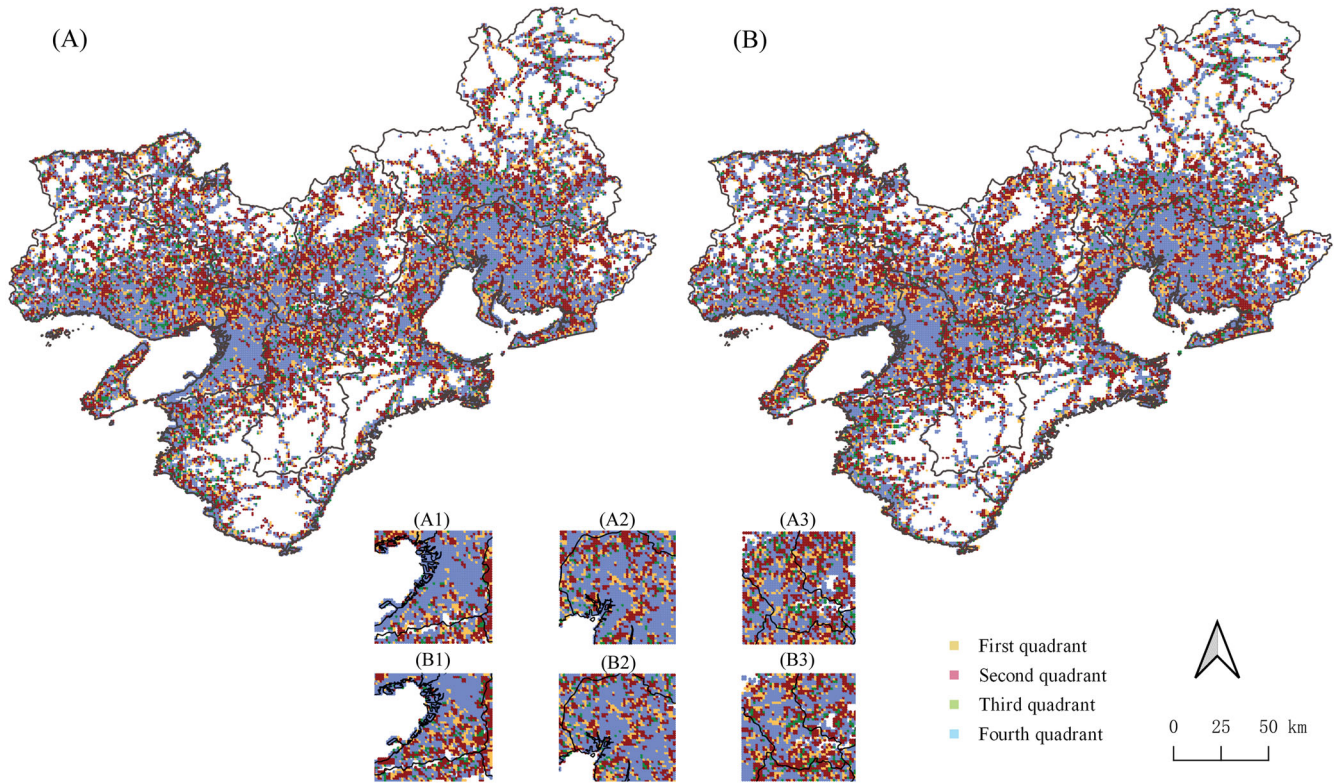 (A)
(B)
(A1)
(A2)
(A3)
(B1)
(B2)
(B3)
First quadrant
Second quadrant
Third quadrant
Fourth quadrant
0 25 50 km